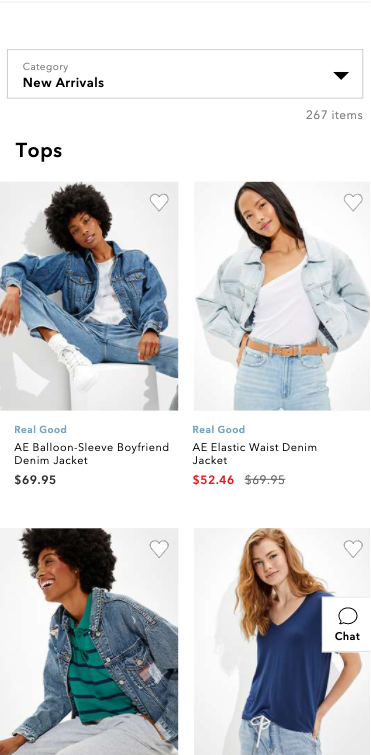 Category
New Arrivals
267 items
Tops
Real Good
AE Balloon-Sleeve Boyfriend
Denim Jacket
$69.95
Real Good
AE Elastic Waist Denim
Jacket
$52.46 $69.95
Chat